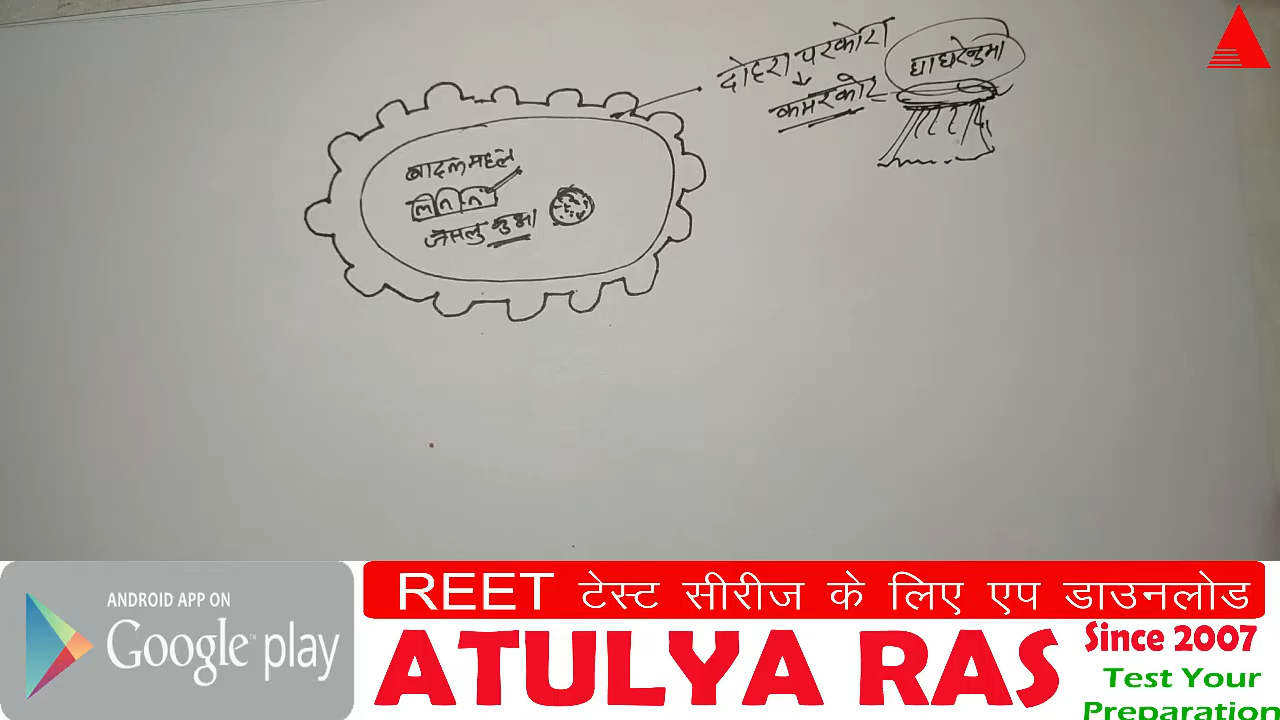 दोहरा परकोटा
घाघरेनुमा
कमरकोट
बादल महल
जैसलू कुआ
ANDROID APP ON
Google play
REET टेस्ट सीरीज के लिए एप डाउनलोड
ATULYA RAS
Since 2007
Test Your
Preparation